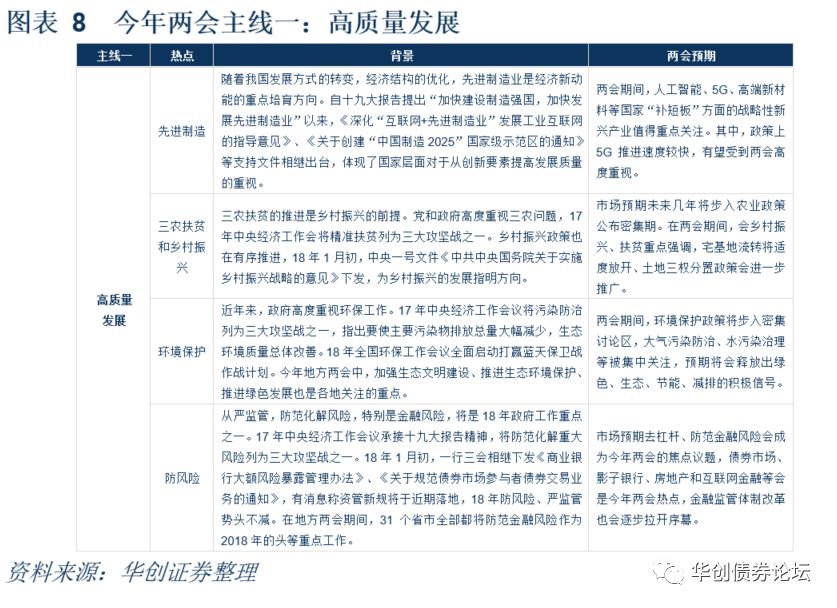 图表 8 今年两会主线一：高质量发展
主线一 热点 背景 两会预期
高质量
发展
先进制造
随着我国发展方式的转变，经济结构的优化，先进制造业是经济新动
能的重点培育方向。自十九大报告提出“加快建设制造强国，加快发
展先进制造业”以来，《深化“互联网+先进制造业”发展工业互联网
的指导意见》、《关于创建“中国制造 2025”国家级示范区的通知》
等支持文件相继出台，体现了国家层面对于从创新要素提高发展质量
的重视。
两会期间，人工智能、5G、高端新材
料等国家“补短板”方面的战略性新
兴产业值得重点关注。其中，政策上
5G 推进速度较快，有望受到两会高
度重视。
三农扶贫
和乡村振
兴
三农扶贫的推进是乡村振兴的前提。党和政府高度重视三农问题，17
年中央经济工作会将精准扶贫列为三大攻坚战之一。乡村振兴政策也
在有序推进，18 年 1 月初，中央一号文件《中共中央国务院关于实施
乡村振兴战略的意见》下发，为乡村振兴的发展指明方向。
市场预期未来几年将步入农业政策
公布密集期。在两会期间，会乡村振
兴、扶贫重点强调，宅基地流转将适
度放开、土地三权分置政策会进一步
推广。
环境保护
近年来，政府高度重视环保工作。17 年中央经济工作会议将污染防治
列为三大攻坚战之一，指出要使主要污染物排放总量大幅减少，生态
环境质量总体改善。18 年全国环保工作会议全面启动打赢蓝天保卫战
作战计划。今年地方两会中，加强生态文明建设、推进生态环境保护、
推进绿色发展也是各地关注的重点。
两会期间，环境保护政策将步入密集
讨论区，大气污染防治、水污染治理
等被集中关注，预期将会释放出绿
色、生态、节能、减排的积极信号。
防风险
从严监管，防范化解风险，特别是金融风险，将是 18 年政府工作重点
之一。17 年中央经济工作会议承接十九大报告精神，将防范化解重大
风险列为三大攻坚战之一。18 年 1 月初，一行三会相继下发《商业银
行大额风险暴露管理办法》、《关于规范债券市场参与者债券交易业
务的通知》，有消息称资管新规将于近期落地，18 年防风险、严监管
势头不减。在地方两会期间，31 个省市全部都将防范金融风险作为
2018 年的头等重点工作。
市场预期去杠杆、防范金融风险会成
为今年两会的焦点议题，债券市场、
影子银行、房地产和互联网金融等会
会是今年两会热点，金融监管体制改革
也会逐步拉开序幕。
资料来源：华创证券整理
华创债券论坛